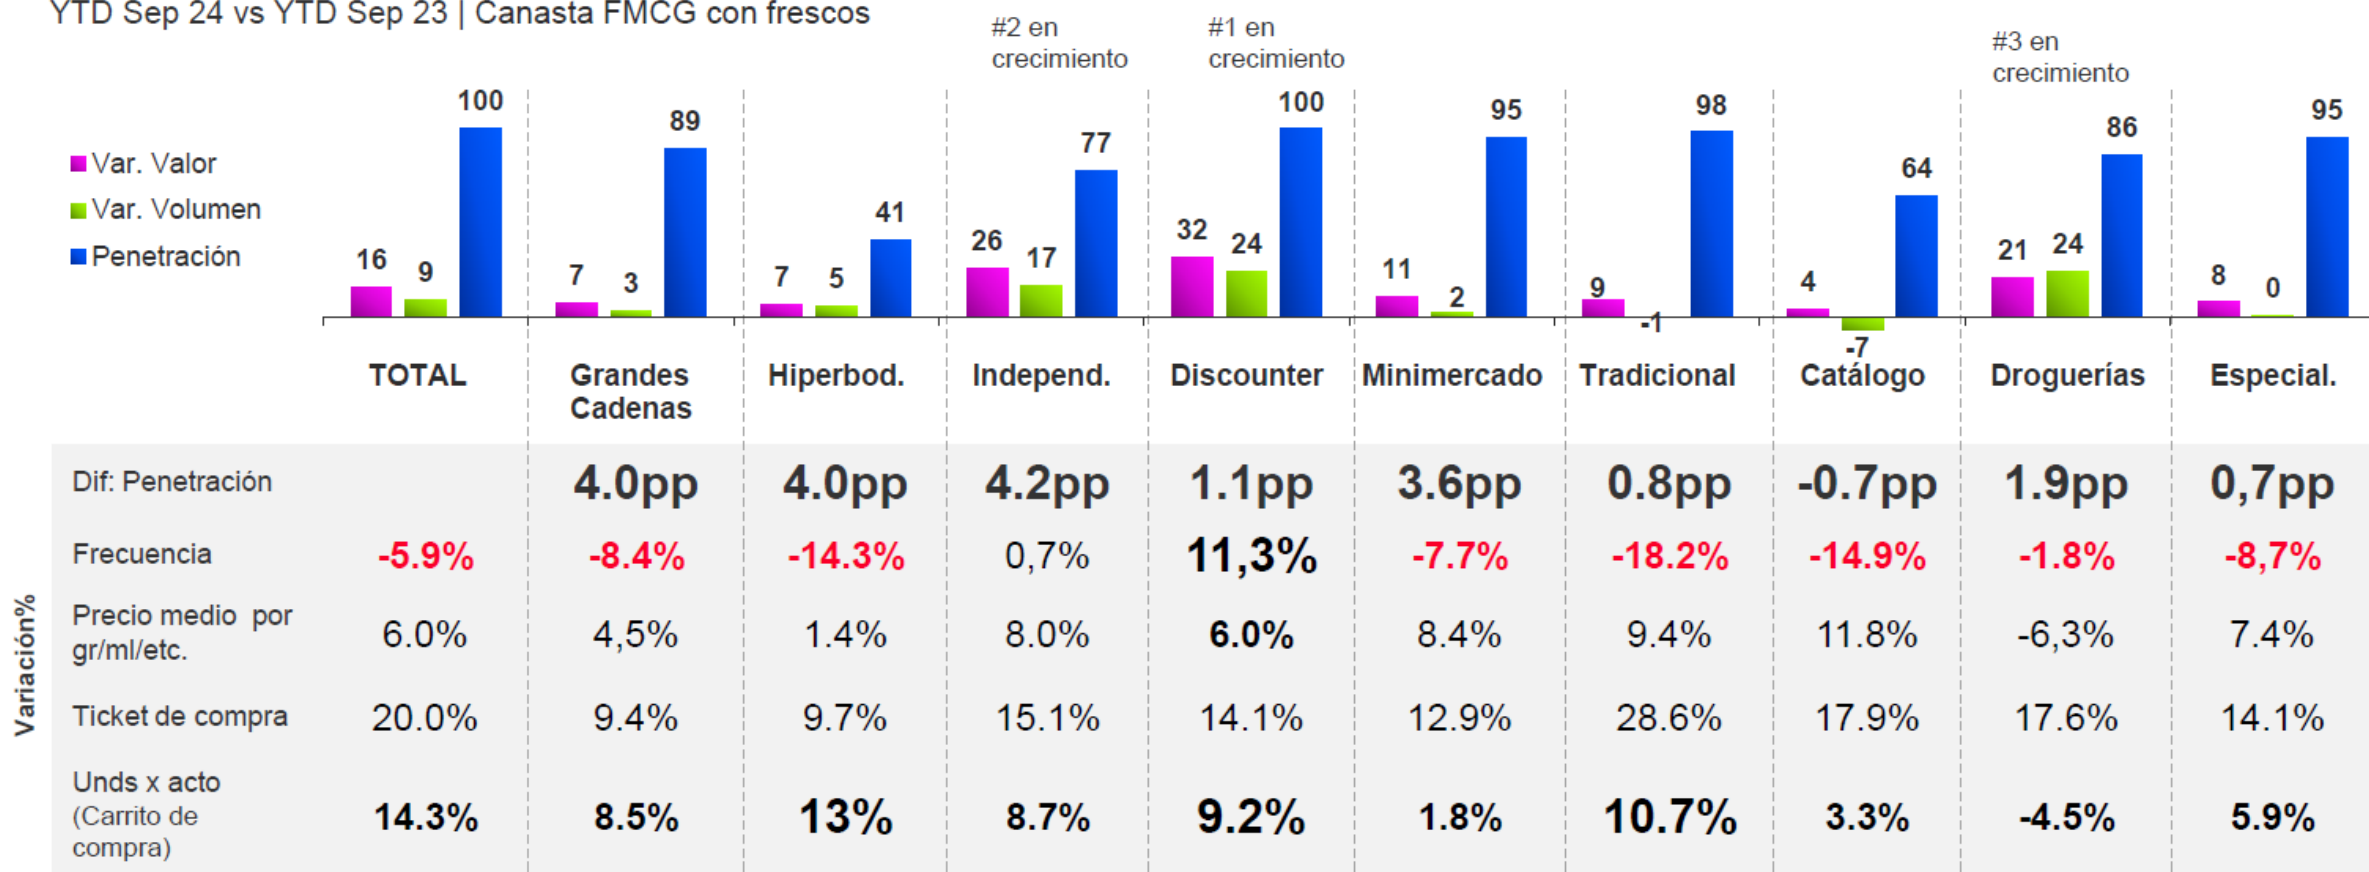 YTD Sep 24 vs YTD Sep 23 | Canasta FMCG con frescos
#2 en
crecimiento
#1 en
crecimiento
#3 en
crecimiento
Var. Valor
Var. Volumen
Penetración
16 9 100
7 3 89
7 5 41
26 17 77
32 24 100
11 2 95
9 -1 98
4 -7 64
21 24 86
8 0 95
TOTAL
Grandes
Cadenas
Hiperbod.
Independ.
Discounter
Minimercado
Tradicional
Catálogo
Droguerías
Especial.
Variación%
Dif: Penetración
4.0pp 4.0pp 4.2pp 1.1pp 3.6pp 0.8pp -0.7pp 1.9pp 0,7pp
Frecuencia
-5.9% -8.4% -14.3% 0,7% 11,3% -7.7% -18.2% -14.9% -1.8% -8,7%
Precio medio por
gr/ml/etc.
6.0% 4,5% 1.4% 8.0% 6.0% 8.4% 9.4% 11.8% -6,3% 7.4%
Ticket de compra
20.0% 9.4% 9.7% 15.1% 14.1% 12.9% 28.6% 17.9% 17.6% 14.1%
Unds x acto
(Carrito de
compra)
14.3% 8.5% 13% 8.7% 9.2% 1.8% 10.7% 3.3% -4.5% 5.9%